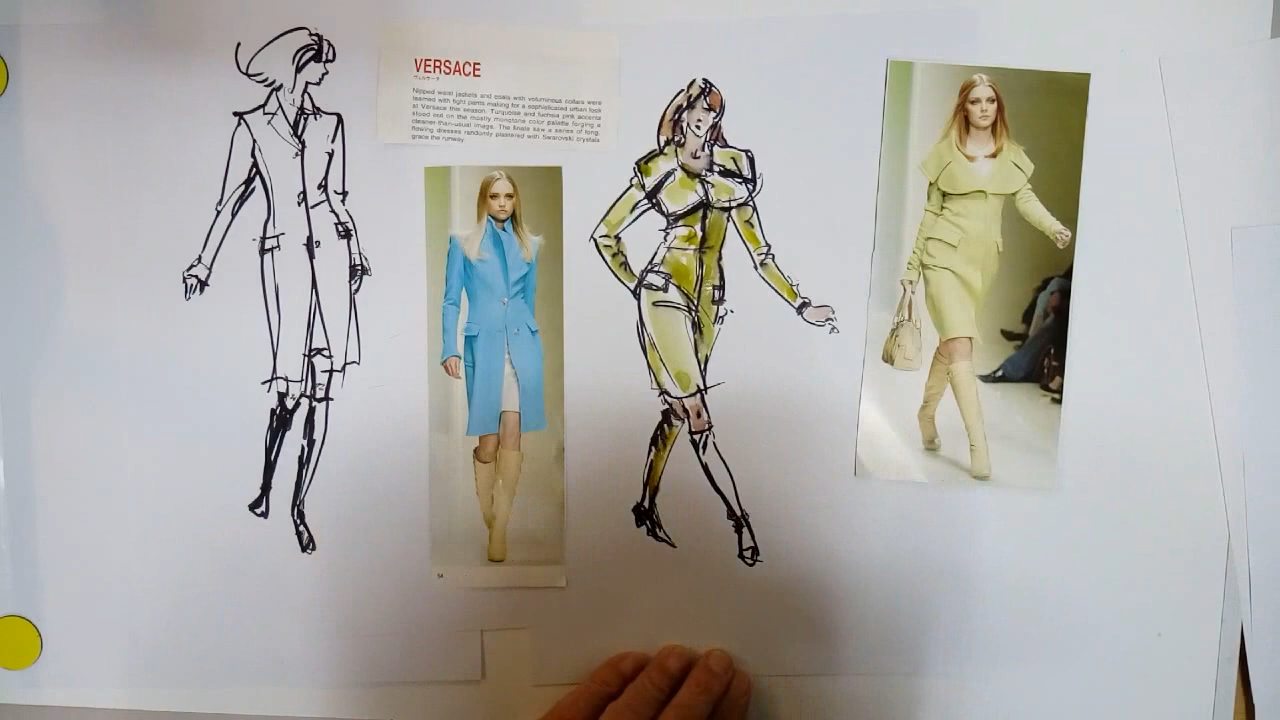 VERSACE
ヴェルサーチ
Nipped waist jackets and coats with voluminous collars were
teamed with tight pants making for a sophisticated urban look
at Versace this season. Turquoise and fuchsia pink accents
stood out on the mostly monotone color palette forging a
cleaner-than-usual image. The finale saw a series of long,
flowing dresses randomly plastered with Swarovski crystals
grace the runway.
54